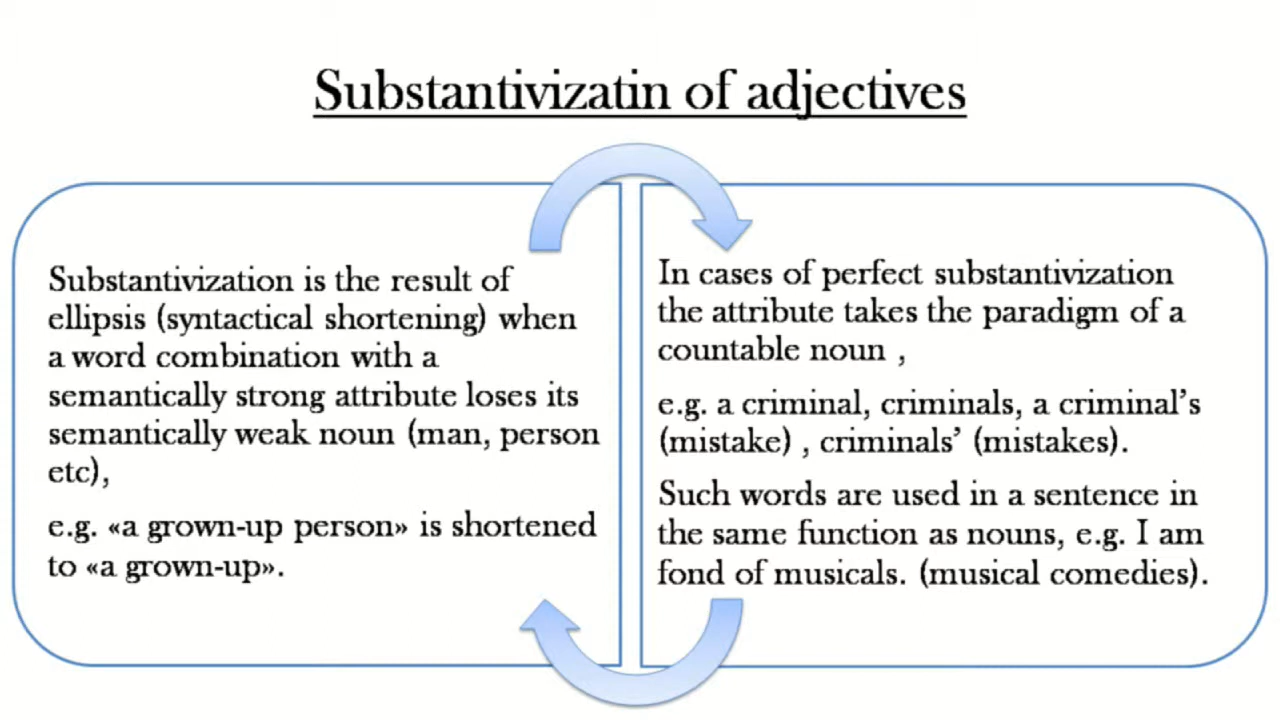 Substantivizatin of adjectives
Substantivization is the result of
ellipsis (syntactical shortening) when
a word combination with a
semantically strong attribute loses its
semantically weak noun (man, person
etc),
e.g. «a grown-up person» is shortened
to «a grown-up».
In cases of perfect substantivization
the attribute takes the paradigm of a
countable noun ,
e.g. a criminal, criminals, a criminal’s
(mistake) , criminals’ (mistakes).
Such words are used in a sentence in
the same function as nouns, e.g. I am
fond of musicals. (musical comedies).